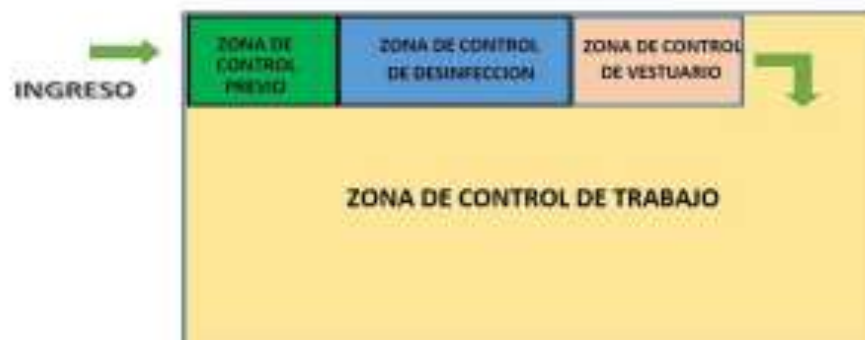 INGRESO
ZONA DE
CONTROL
PREVIO
ZONA DE CONTROL
DE DESINFECCION
ZONA DE CONTROL
DE VESTUARIO
ZONA DE CONTROL DE TRABAJO